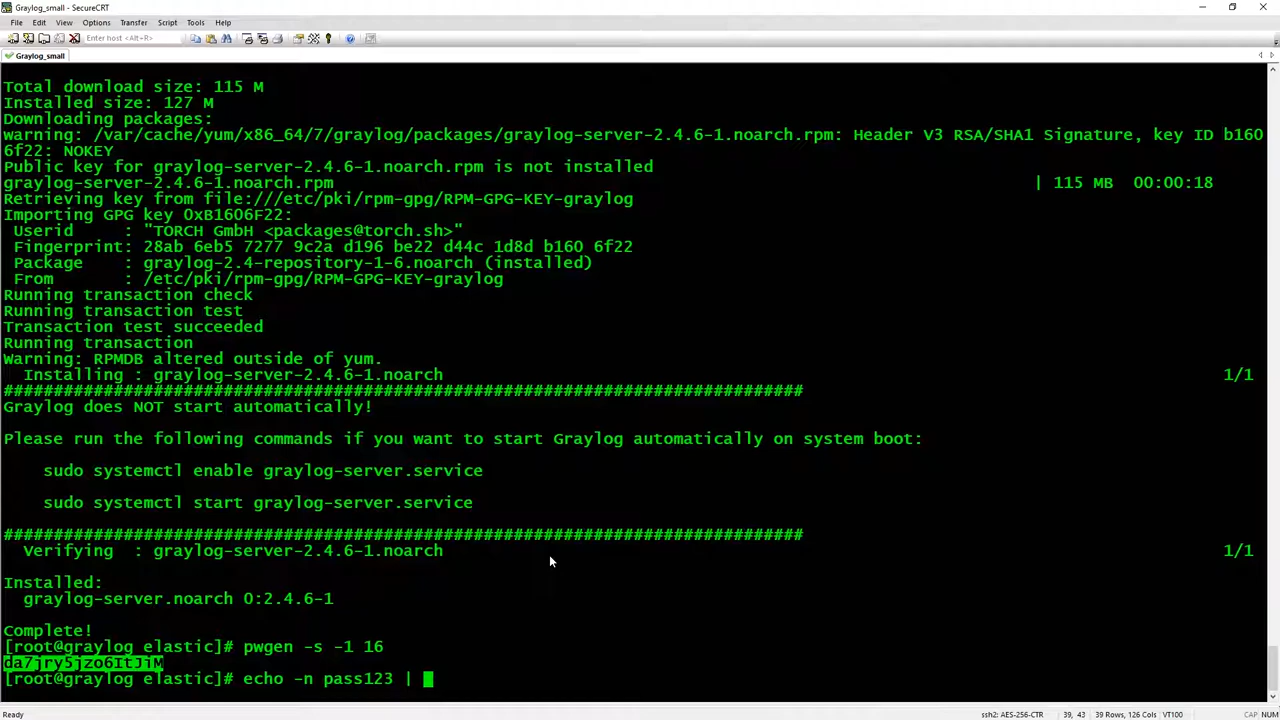 Graylog_small - SecureCRT
File Edit View Options Transfer Script Tools Help
Enter host <Alt+R>
Graylog_small
Total download size: 115 M
Installed size: 127 M
Downloading packages:
warning: /var/cache/yum/x86_64/7/graylog/packages/graylog-server-2.4.6-1.noarch.rpm: Header V3 RSA/SHA1 Signature, key ID b160
6f22: NOKEY
Public key for graylog-server-2.4.6-1.noarch.rpm is not installed
graylog-server-2.4.6-1.noarch.rpm | 115 MB 00:00:18
Retrieving key from file:///etc/pki/rpm-gpg/RPM-GPG-KEY-graylog
Importing GPG key 0xB1606F22:
Userid : "TORCH GmbH <packages@torch.sh>"
Fingerprint: 28ab 6eb5 7277 9c2a d196 be22 d44c 1d8d b160 6f22
Package : graylog-2.4-repository-1-6.noarch (installed)
From : /etc/pki/rpm-gpg/RPM-GPG-KEY-graylog
Running transaction check
Running transaction test
Transaction test succeeded
Running transaction
Warning: RPMDB altered outside of yum.
Installing : graylog-server-2.4.6-1.noarch 1/1
################################################################################
Graylog does NOT start automatically!
Please run the following commands if you want to start Graylog automatically on system boot:
sudo systemctl enable graylog-server.service
sudo systemctl start graylog-server.service
################################################################################
Verifying : graylog-server-2.4.6-1.noarch 1/1
Installed:
graylog-server.noarch 0:2.4.6-1
Complete!
[root@graylog elastic]# pwgen -s -1 16
da7jry5jzo6ItJiM
[root@graylog elastic]# echo -n pass123 |
Ready ssh2: AES-256-CTR 39, 43 39 Rows, 126 Cols VT100 CAP NUM